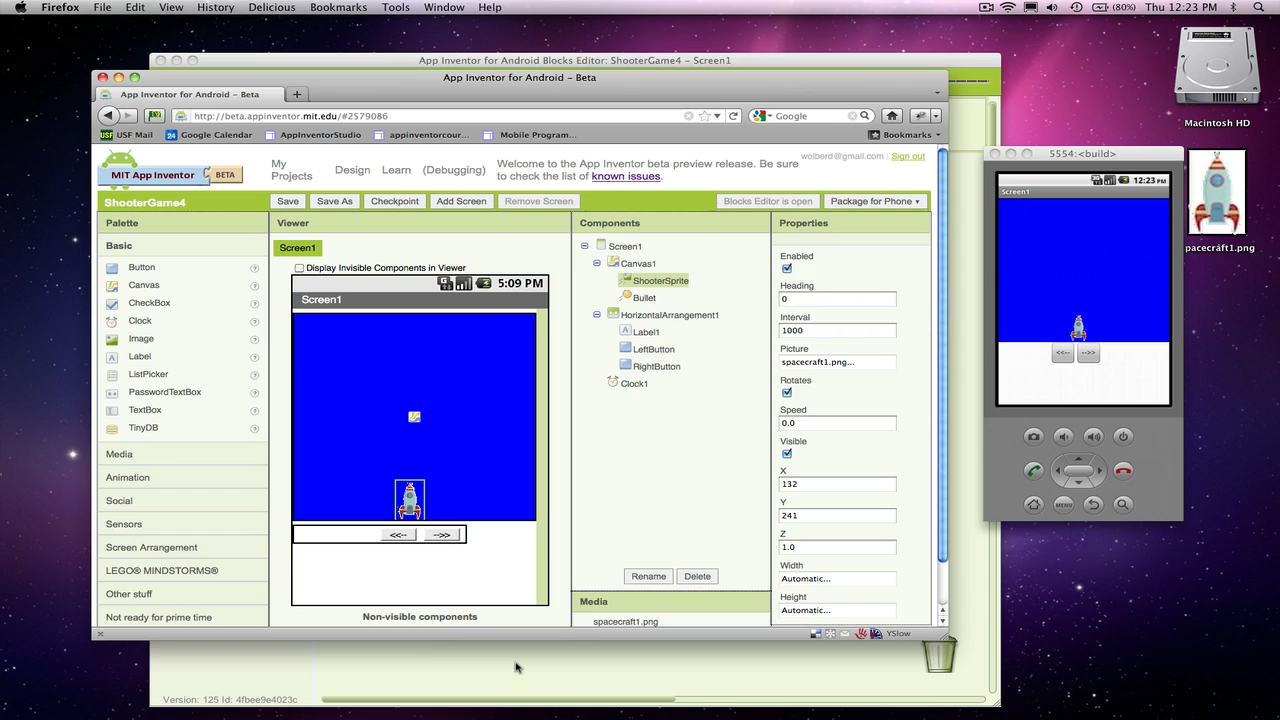 Firefox File Edit View History Delicious Bookmarks Tools Window Help (80%) Thu 12:23 PM
App Inventor for Android Blocks Editor: ShooterGame4 - Screen1
App Inventor for Android - Beta
App Inventor for Android - Beta
http://beta.appinventor.mit.edu/#2579086 Google
USF Mail 24 Google Calendar AppInventorStudio appinventorcour... Mobile Program... Bookmarks
MIT App Inventor BETA
My Projects Design Learn (Debugging)
Welcome to the App Inventor beta preview release. Be sure
to check the list of known issues.
wolberd@gmail.com | Sign out
ShooterGame4 Save Save As Checkpoint Add Screen Remove Screen Blocks Editor is open Package for Phone
Palette
Basic
Button ?
Canvas ?
CheckBox ?
Clock ?
Image ?
Label ?
ListPicker ?
PasswordTextBox ?
TextBox ?
TinyDB ?
Media
Animation
Social
Sensors
Screen Arrangement
LEGO® MINDSTORMS®
Other stuff
Not ready for prime time
Viewer
Screen1
Display Invisible Components in Viewer
5:09 PM
Screen1
<<-- -->>
Non-visible components
Components
Screen1
Canvas1
ShooterSprite
Bullet
HorizontalArrangement1
A Label1
LeftButton
RightButton
Clock1
Rename Delete
Media
spacecraft1.png
Properties
Enabled
Heading
0
Interval
1000
Picture
spacecraft1.png...
Rotates
Speed
0.0
Visible
X
132
Y
241
Z
1.0
Width
Automatic...
Height
Automatic...
YSlow
Version: 125 Id: 4fbee9e4023c
5554:<build>
12:23 PM
Screen1
<<-- -->>
MENU
Macintosh HD
pacecraft1.png